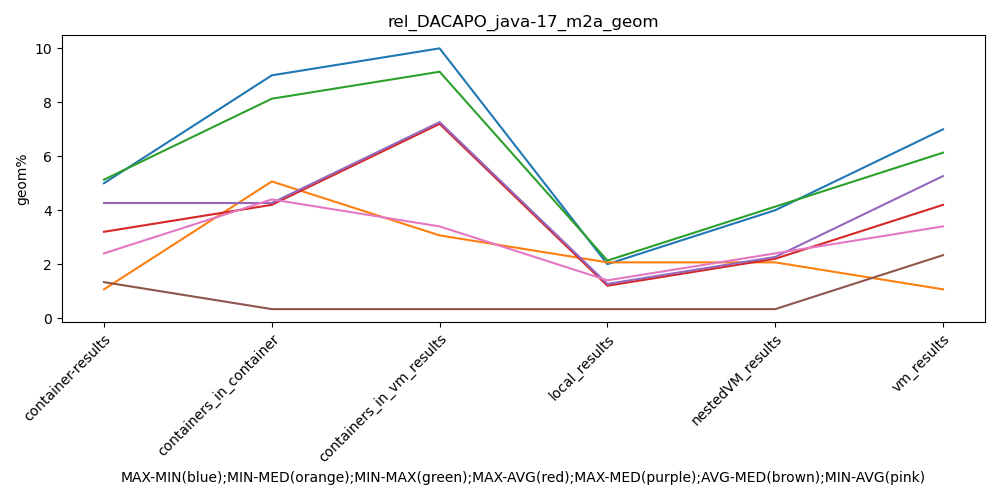 rel_DACAPO_java-17_m2a_geom
geom%
10
8
6
4
2
0
container-results
containers_in_container
containers_in_vm_results
local_results
nestedVM_results
vm_results
MAX-MIN(blue);MIN-MED(orange);MIN-MAX(green);MAX-AVG(red);MAX-MED(purple);AVG-MED(brown);MIN-AVG(pink)